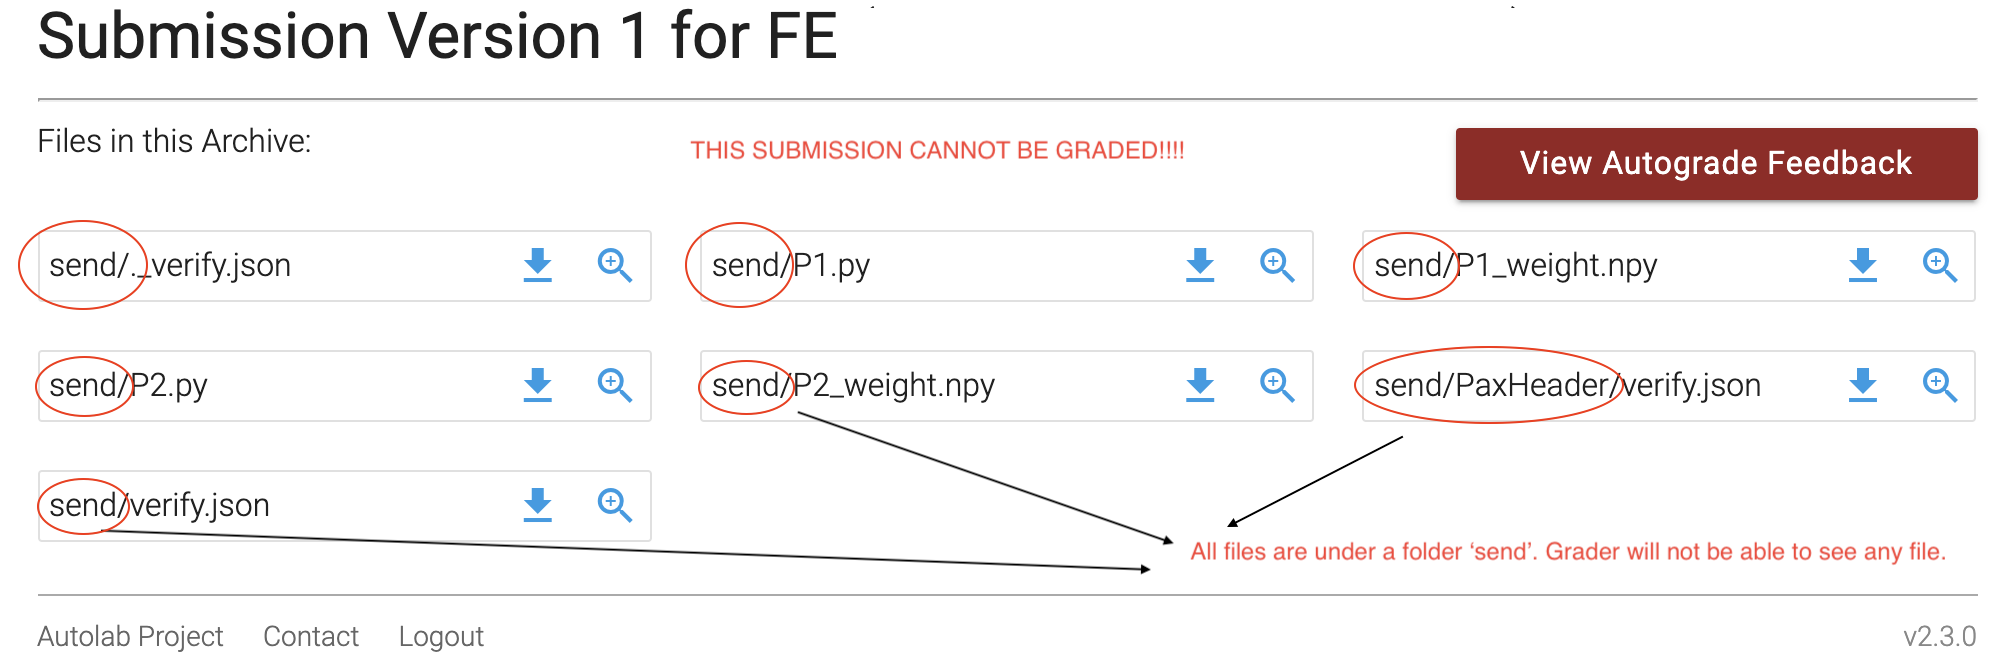 Submission Version 1 for FE
Files in this Archive:
THIS SUBMISSION CANNOT BE GRADED!!!!
View Autograde Feedback
send/._verify.json
send/P1.py
send/P1_weight.npy
send/P2.py
send/P2_weight.npy
send/PaxHeader/verify.json
send/verify.json
All files are under a folder ‘send’. Grader will not be able to see any file.
Autolab Project Contact Logout
v2.3.0